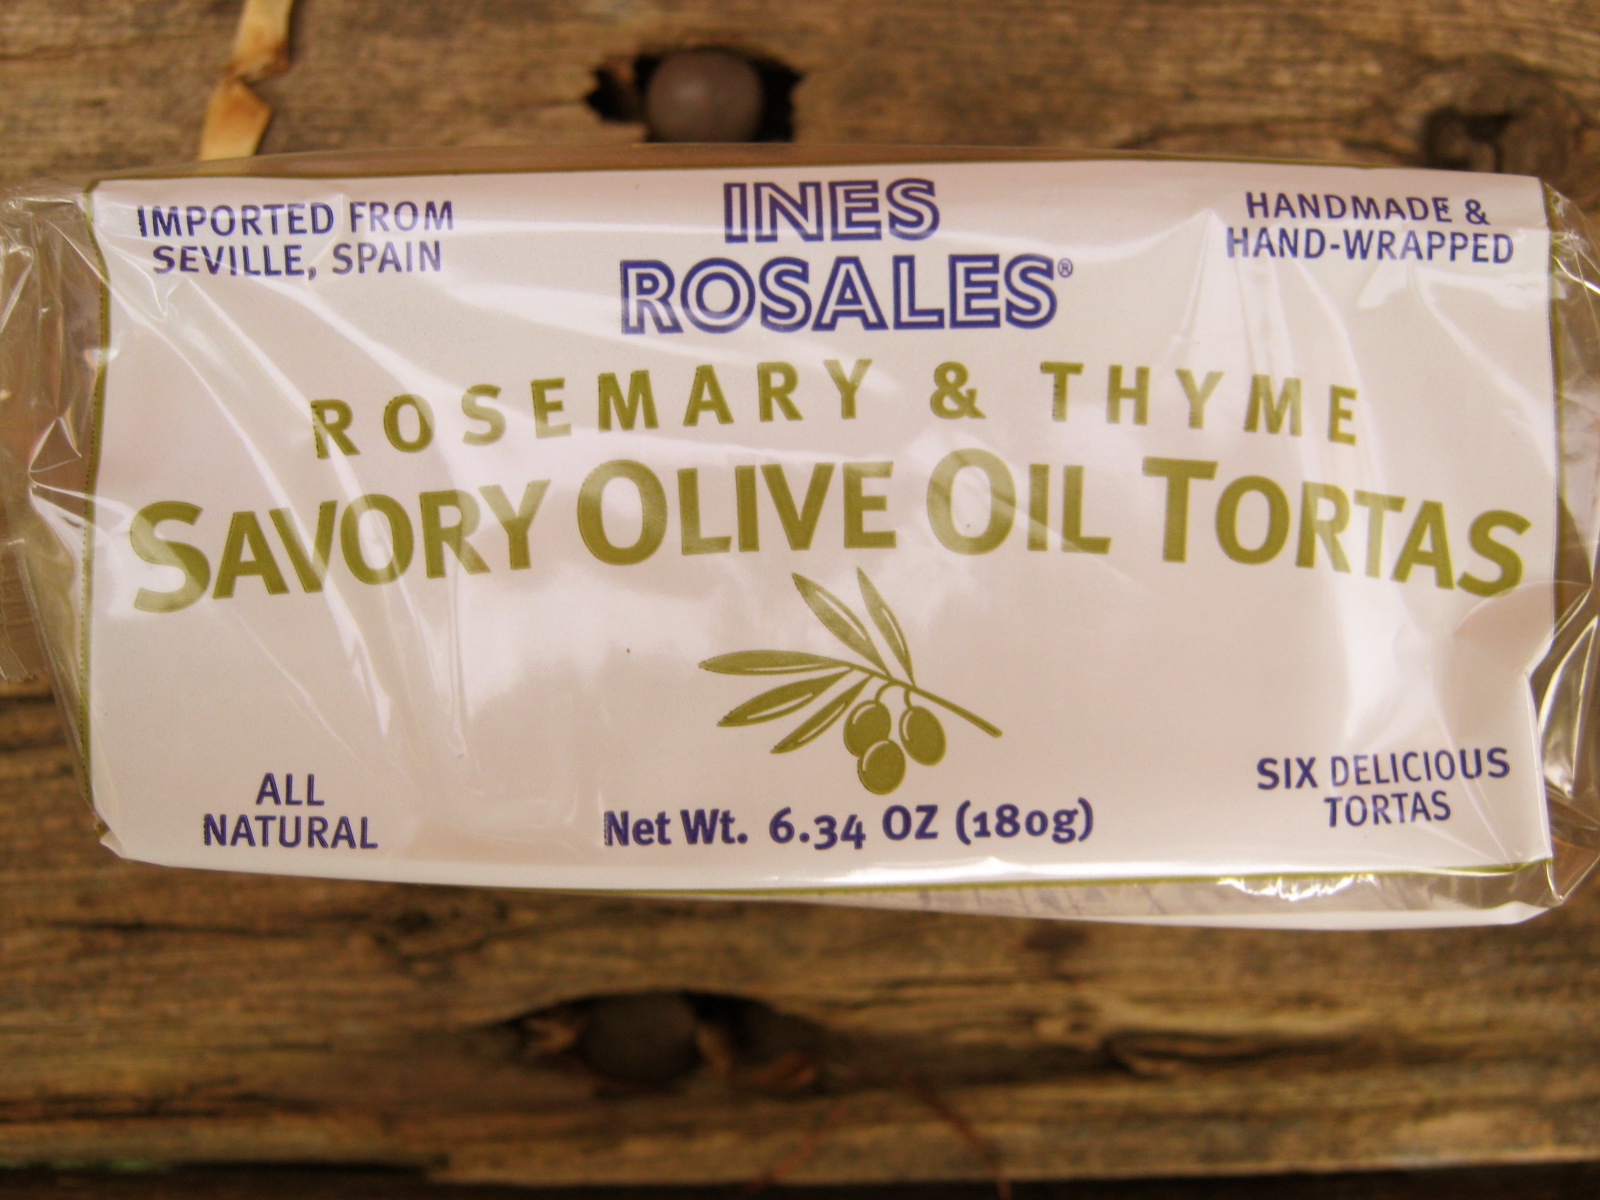 IMPORTED FROM
SEVILLE, SPAIN
INES
ROSALES®
HANDMADE &
HAND-WRAPPED
ROSEMARY & THYME
SAVORY OLIVE OIL TORTAS
ALL
NATURAL
Net Wt. 6.34 OZ (180g)
SIX DELICIOUS
TORTAS